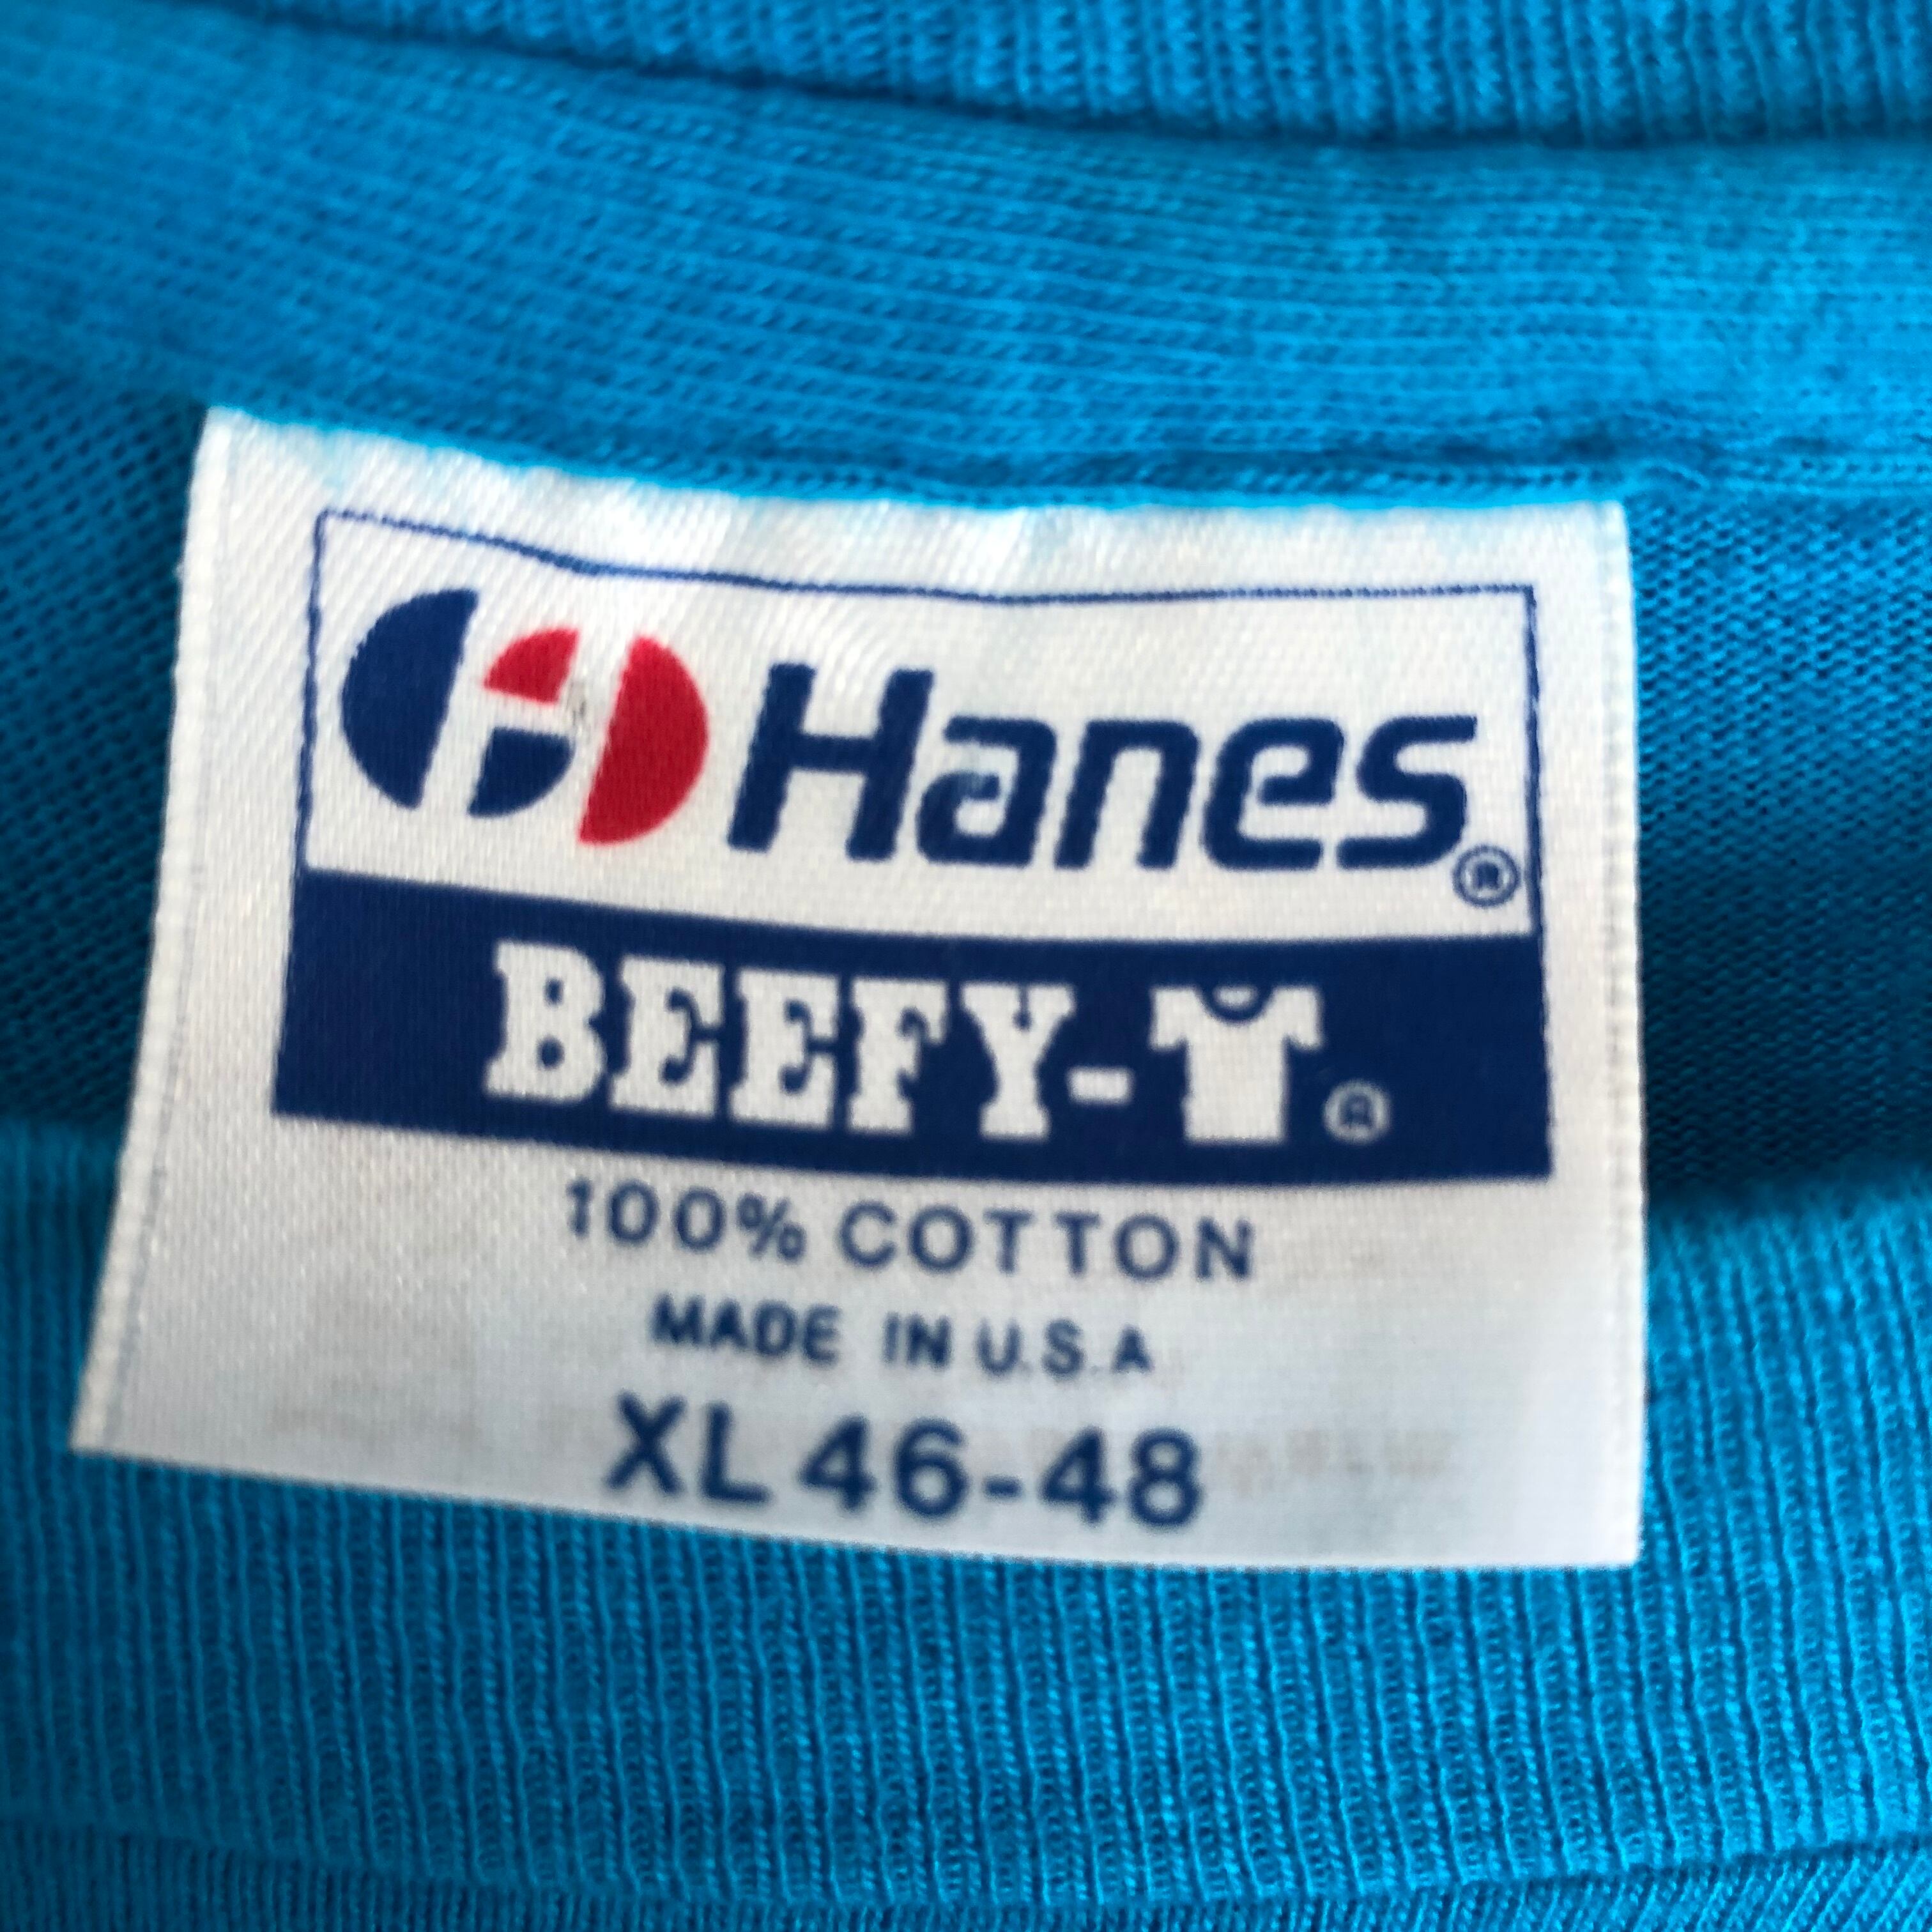 Hanes®
BEEFY-T®
100% COTTON
MADE IN U.S.A
XL 46-48